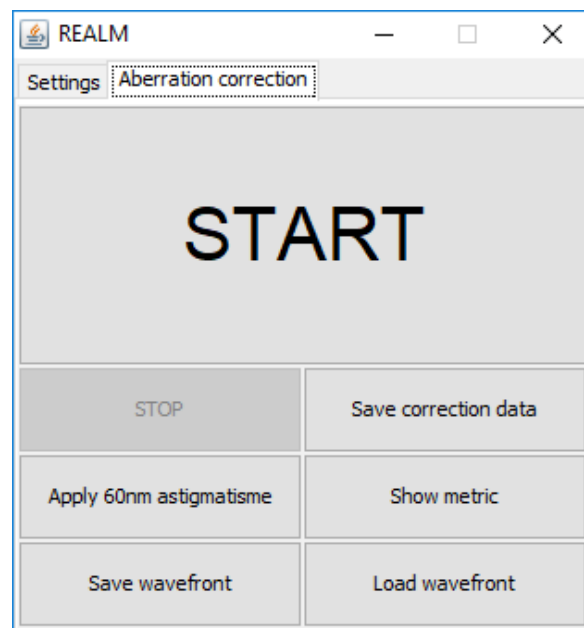 REALM
Settings Aberration correction
START
STOP Save correction data
Apply 60nm astigmatisme Show metric
Save wavefront Load wavefront